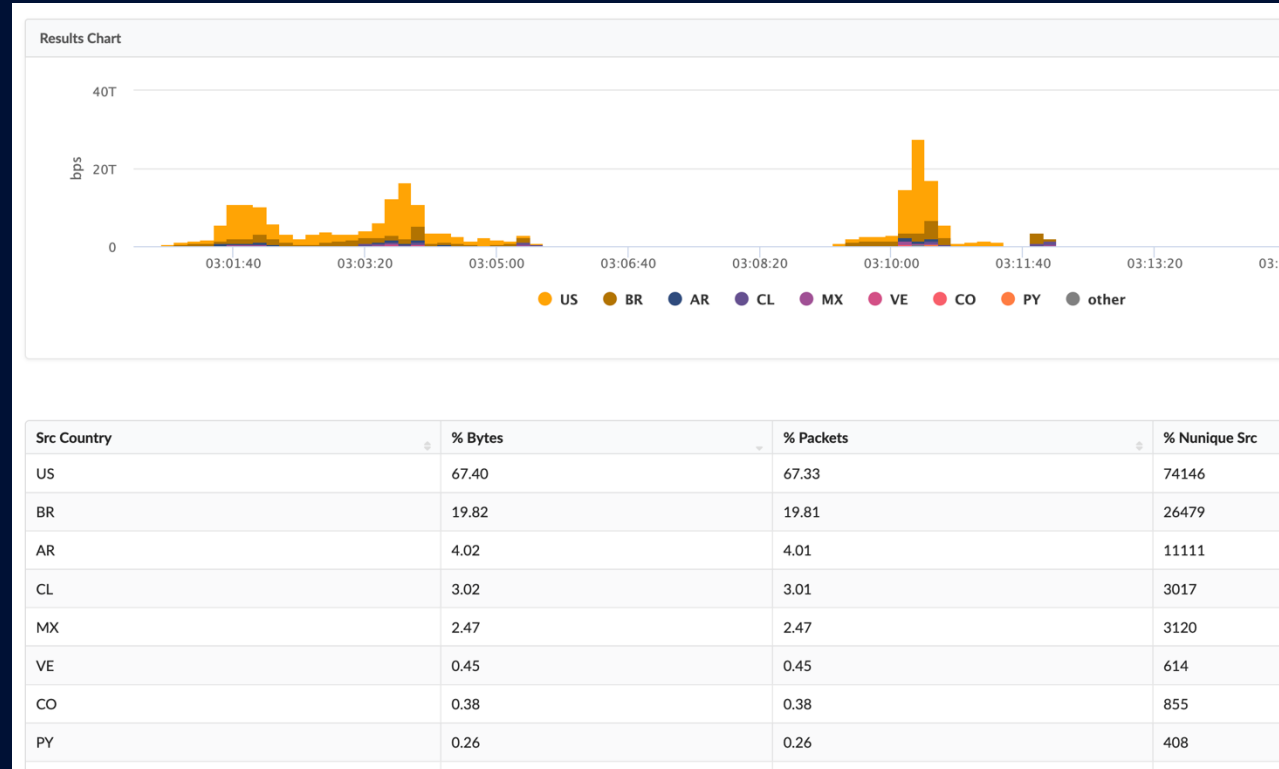 Results Chart
40T
bps
20T
0
03:01:40 03:03:20 03:05:00 03:06:40 03:08:20 03:10:00 03:11:40 03:13:20 03:
US BR AR CL MX VE CO PY other
Src Country % Bytes % Packets % Nunique Src
US 67.40 67.33 74146
BR 19.82 19.81 26479
AR 4.02 4.01 11111
CL 3.02 3.01 3017
MX 2.47 2.47 3120
VE 0.45 0.45 614
CO 0.38 0.38 855
PY 0.26 0.26 408